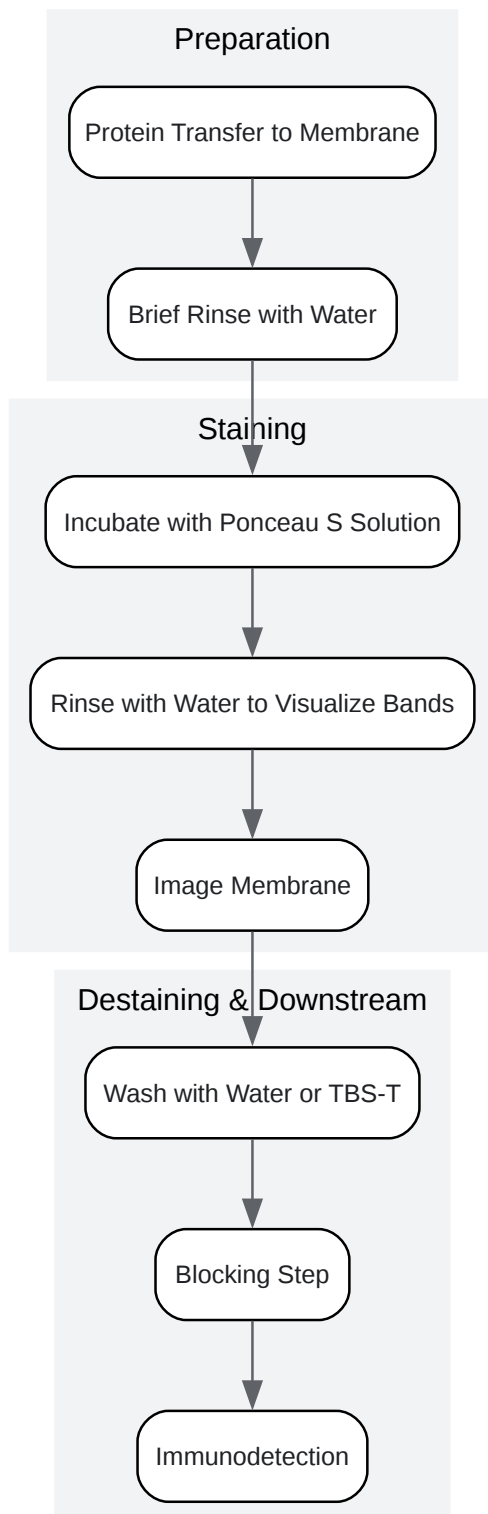 Preparation
Protein Transfer to Membrane
Brief Rinse with Water
Staining
Incubate with Ponceau S Solution
Rinse with Water to Visualize Bands
Image Membrane
Destaining & Downstream
Wash with Water or TBS-T
Blocking Step
Immunodetection